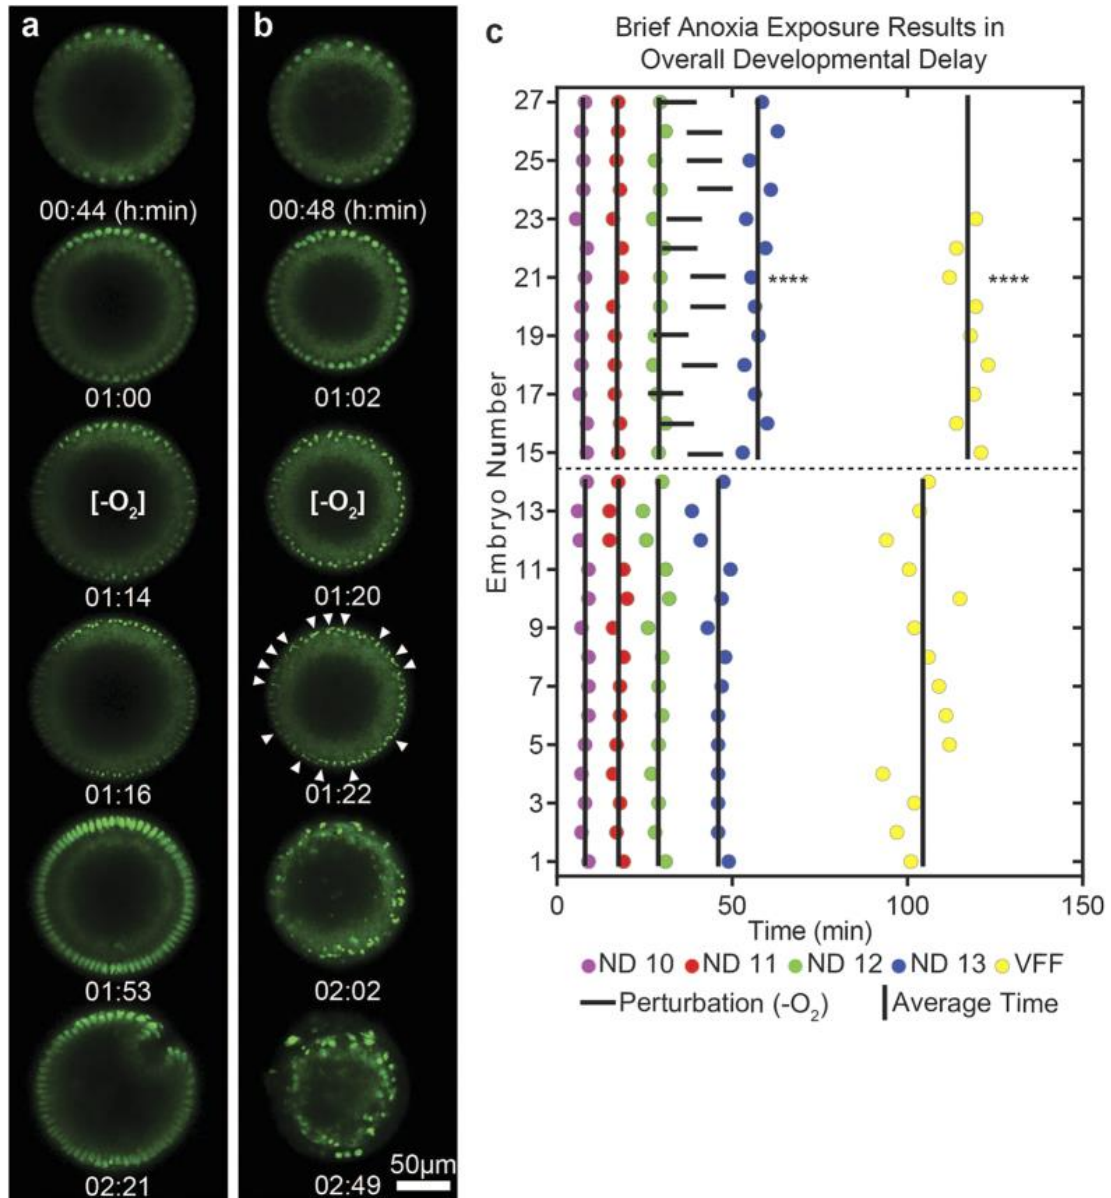 a
00:44 (h:min)
01:00
[-O₂]
01:14
01:16
01:53
02:21
b
00:48 (h:min)
01:02
[-O₂]
01:20
01:22
02:02
02:49
50µm
c
Brief Anoxia Exposure Results in
Overall Developmental Delay
Embryo Number
27
25
23
21
19
17
15
13
11
9
7
5
3
1
****
****
0
50
100
150
Time (min)
ND 10
ND 11
ND 12
ND 13
VFF
Perturbation (-O₂)
Average Time